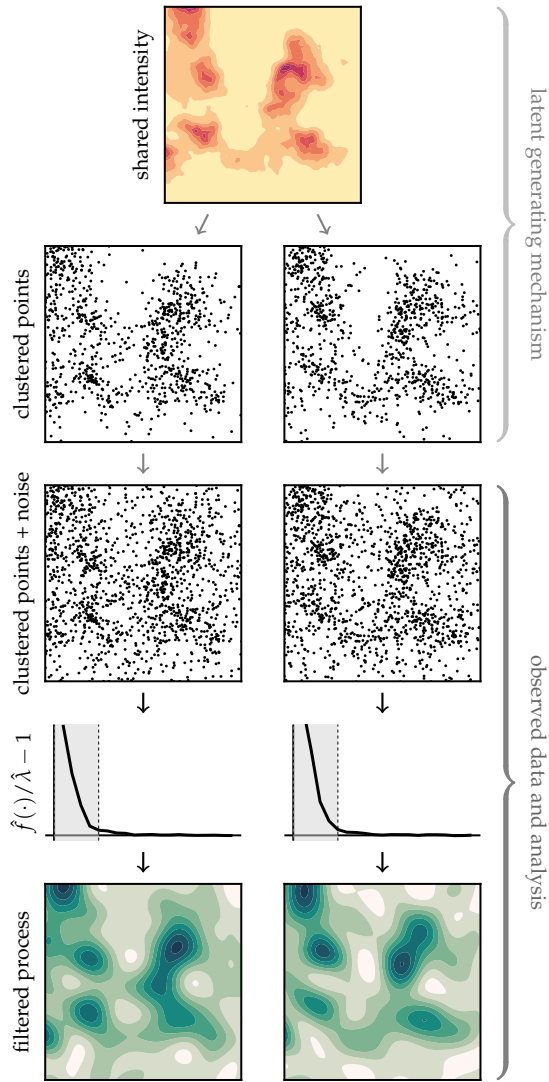 shared intensity
latent generating mechanism
clustered points
clustered points + noise
observed data and analysis
f̂(·)/λ̂ − 1
filtered process